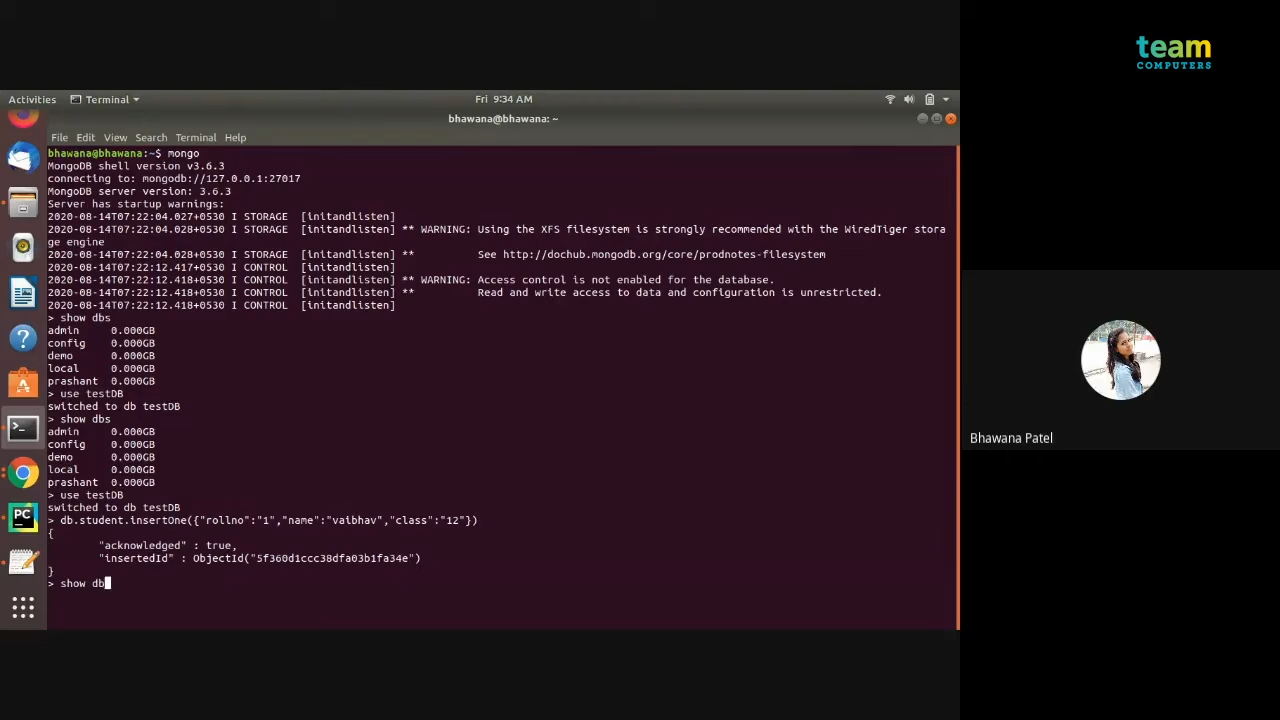 team
COMPUTERS
Activities Terminal Fri 9:34 AM
bhawana@bhawana: ~
File Edit View Search Terminal Help
bhawana@bhawana:~$ mongo
MongoDB shell version v3.6.3
connecting to: mongodb://127.0.0.1:27017
MongoDB server version: 3.6.3
Server has startup warnings:
2020-08-14T07:22:04.027+0530 I STORAGE  [initandlisten]
2020-08-14T07:22:04.028+0530 I STORAGE  [initandlisten] ** WARNING: Using the XFS filesystem is strongly recommended with the WiredTiger stora
ge engine
2020-08-14T07:22:04.028+0530 I STORAGE  [initandlisten] **          See http://dochub.mongodb.org/core/prodnotes-filesystem
2020-08-14T07:22:12.417+0530 I CONTROL  [initandlisten]
2020-08-14T07:22:12.418+0530 I CONTROL  [initandlisten] ** WARNING: Access control is not enabled for the database.
2020-08-14T07:22:12.418+0530 I CONTROL  [initandlisten] **          Read and write access to data and configuration is unrestricted.
2020-08-14T07:22:12.418+0530 I CONTROL  [initandlisten]
> show dbs
admin     0.000GB
config    0.000GB
demo      0.000GB
local     0.000GB
prashant  0.000GB
> use testDB
switched to db testDB
> show dbs
admin     0.000GB
config    0.000GB
demo      0.000GB
local     0.000GB
prashant  0.000GB
> use testDB
switched to db testDB
> db.student.insertOne({"rollno":"1","name":"vaibhav","class":"12"})
{
"acknowledged" : true,
"insertedId" : ObjectId("5f360d1ccc38dfa03b1fa34e")
}
> show db
PC
Bhawana Patel